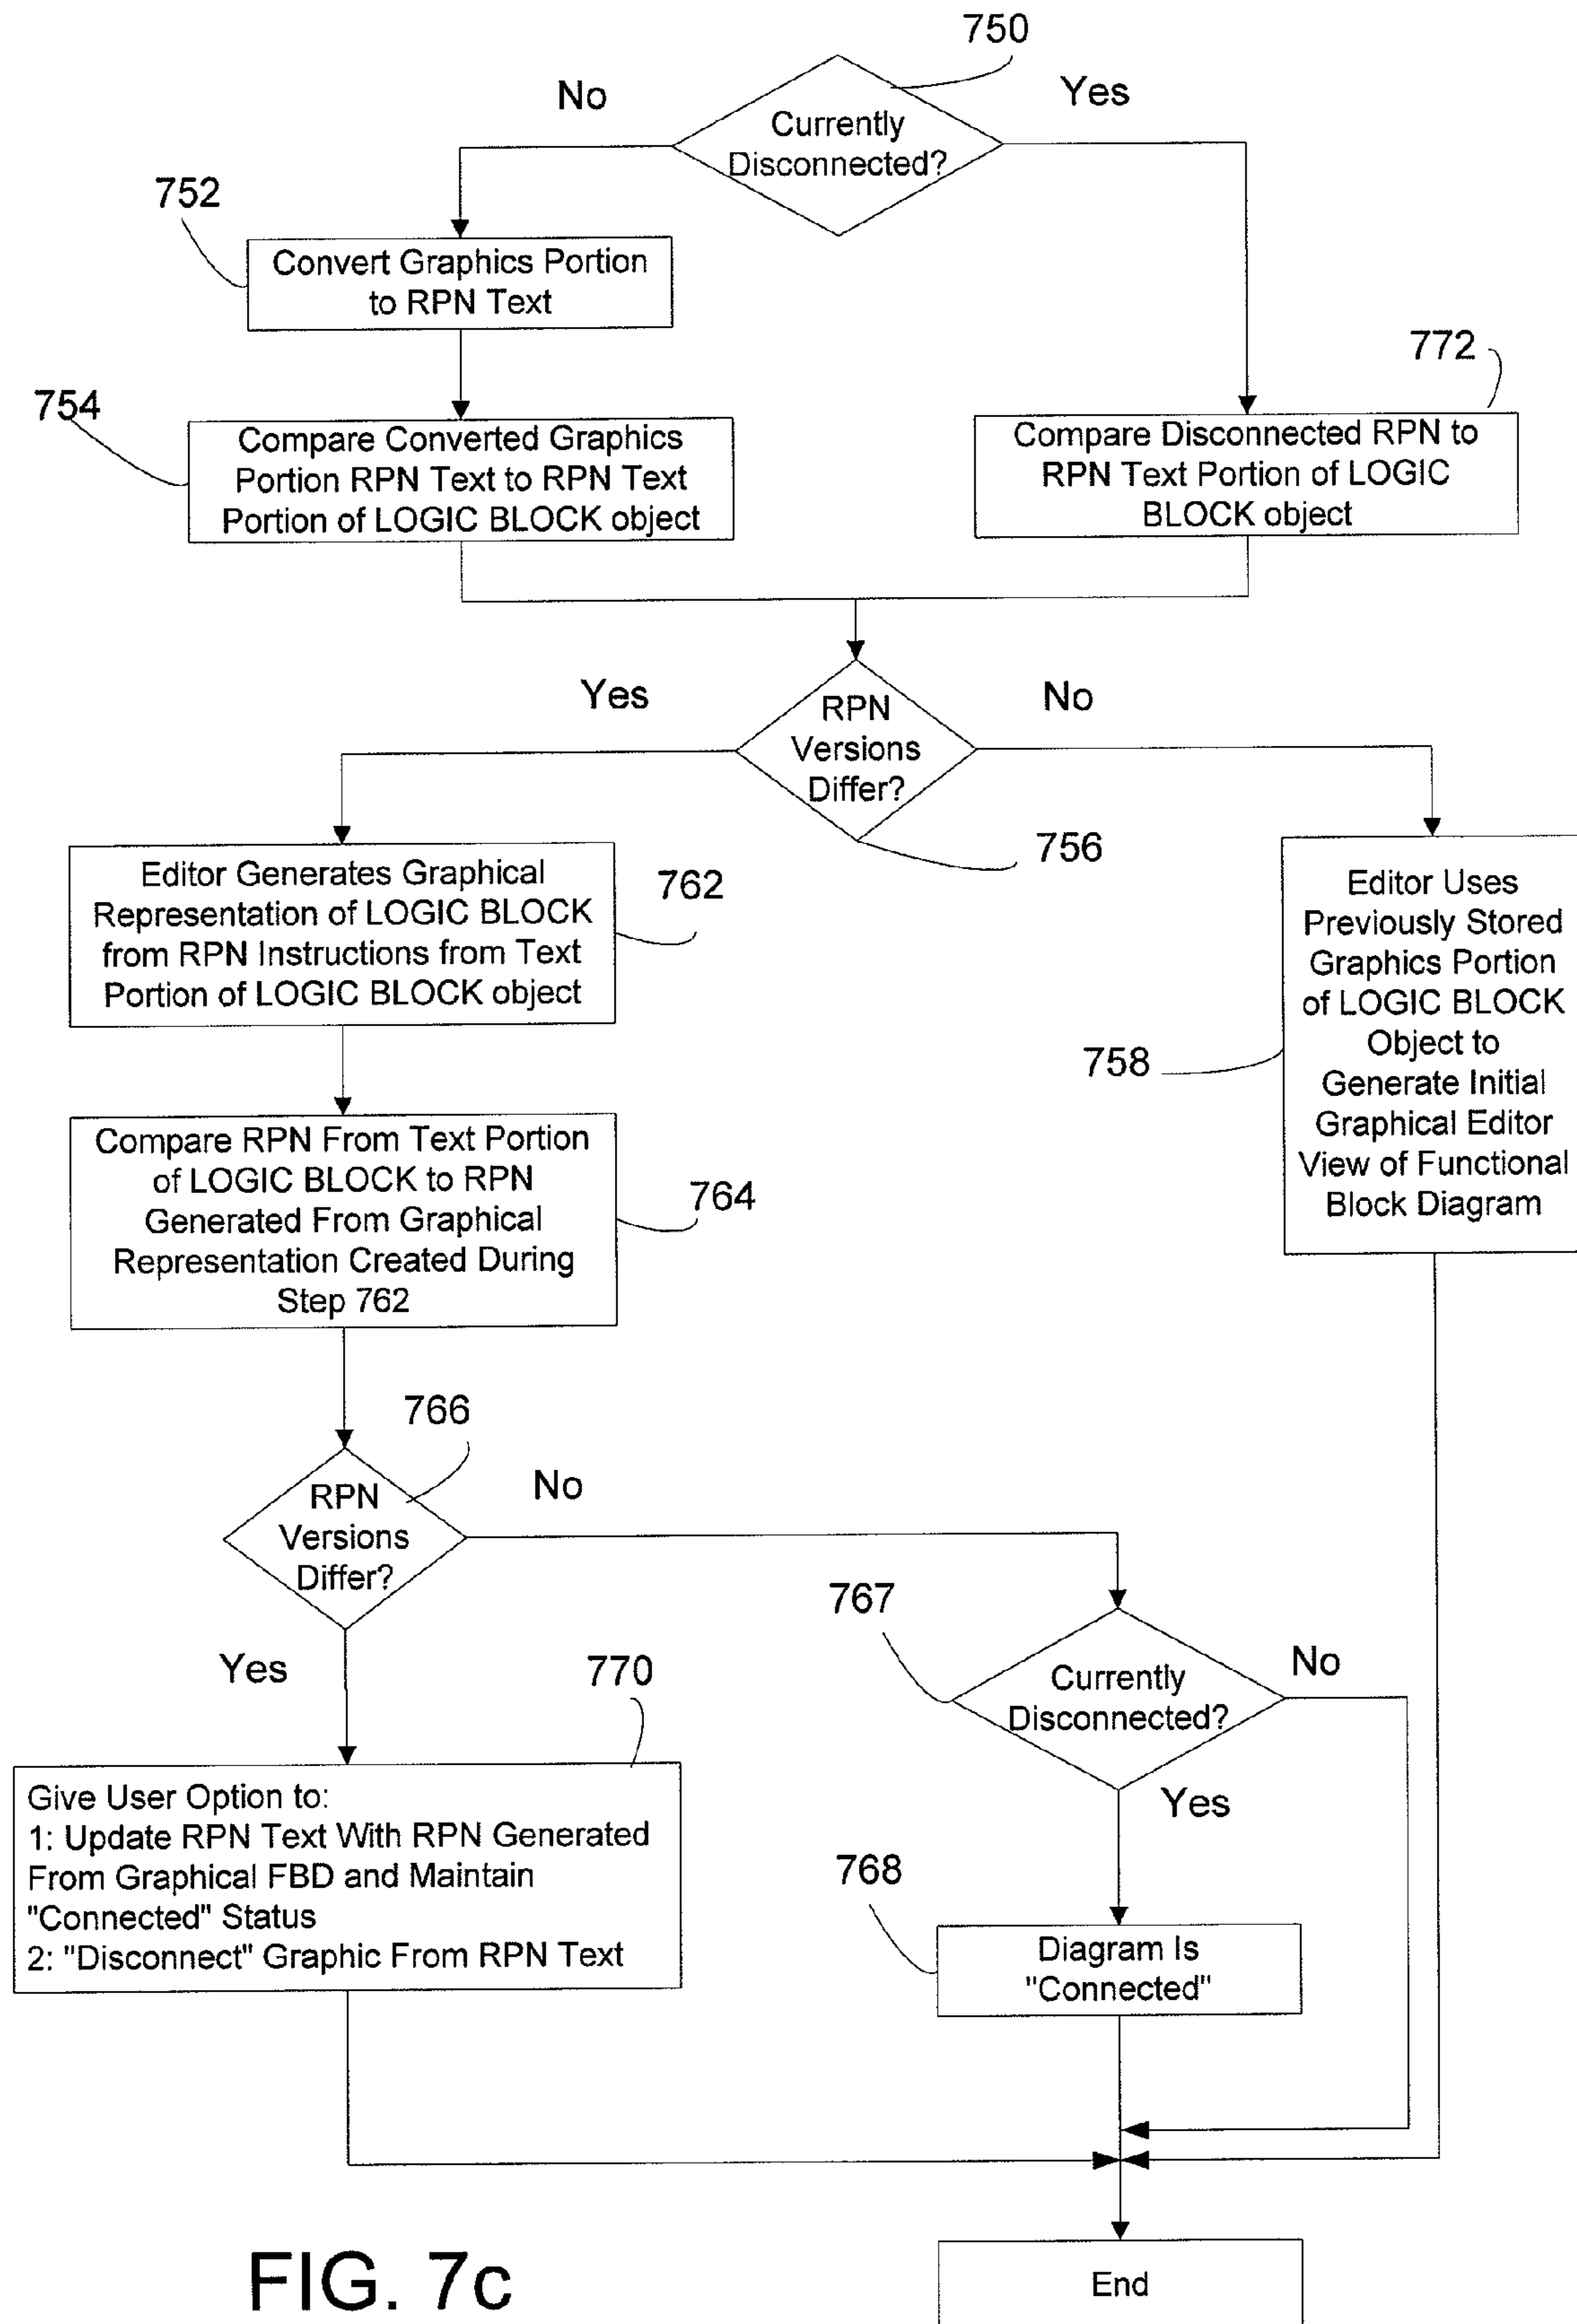 750
No
Yes
Currently
Disconnected?
752
Convert Graphics Portion
to RPN Text
772
754
Compare Converted Graphics
Portion RPN Text to RPN Text
Portion of LOGIC BLOCK object
Compare Disconnected RPN to
RPN Text Portion of LOGIC
BLOCK object
Yes
No
RPN
Versions
Differ?
756
Editor Generates Graphical
Representation of LOGIC BLOCK
from RPN Instructions from Text
Portion of LOGIC BLOCK object
762
Editor Uses
Previously Stored
Graphics Portion
of LOGIC BLOCK
Object to
Generate Initial
Graphical Editor
View of Functional
Block Diagram
758
Compare RPN From Text Portion
of LOGIC BLOCK to RPN
Generated From Graphical
Representation Created During
Step 762
764
766
No
RPN
Versions
Differ?
767
Yes
Currently
Disconnected?
No
770
Yes
Give User Option to:
1: Update RPN Text With RPN Generated
From Graphical FBD and Maintain
"Connected" Status
2: "Disconnect" Graphic From RPN Text
768
Diagram Is
"Connected"
End
FIG. 7c